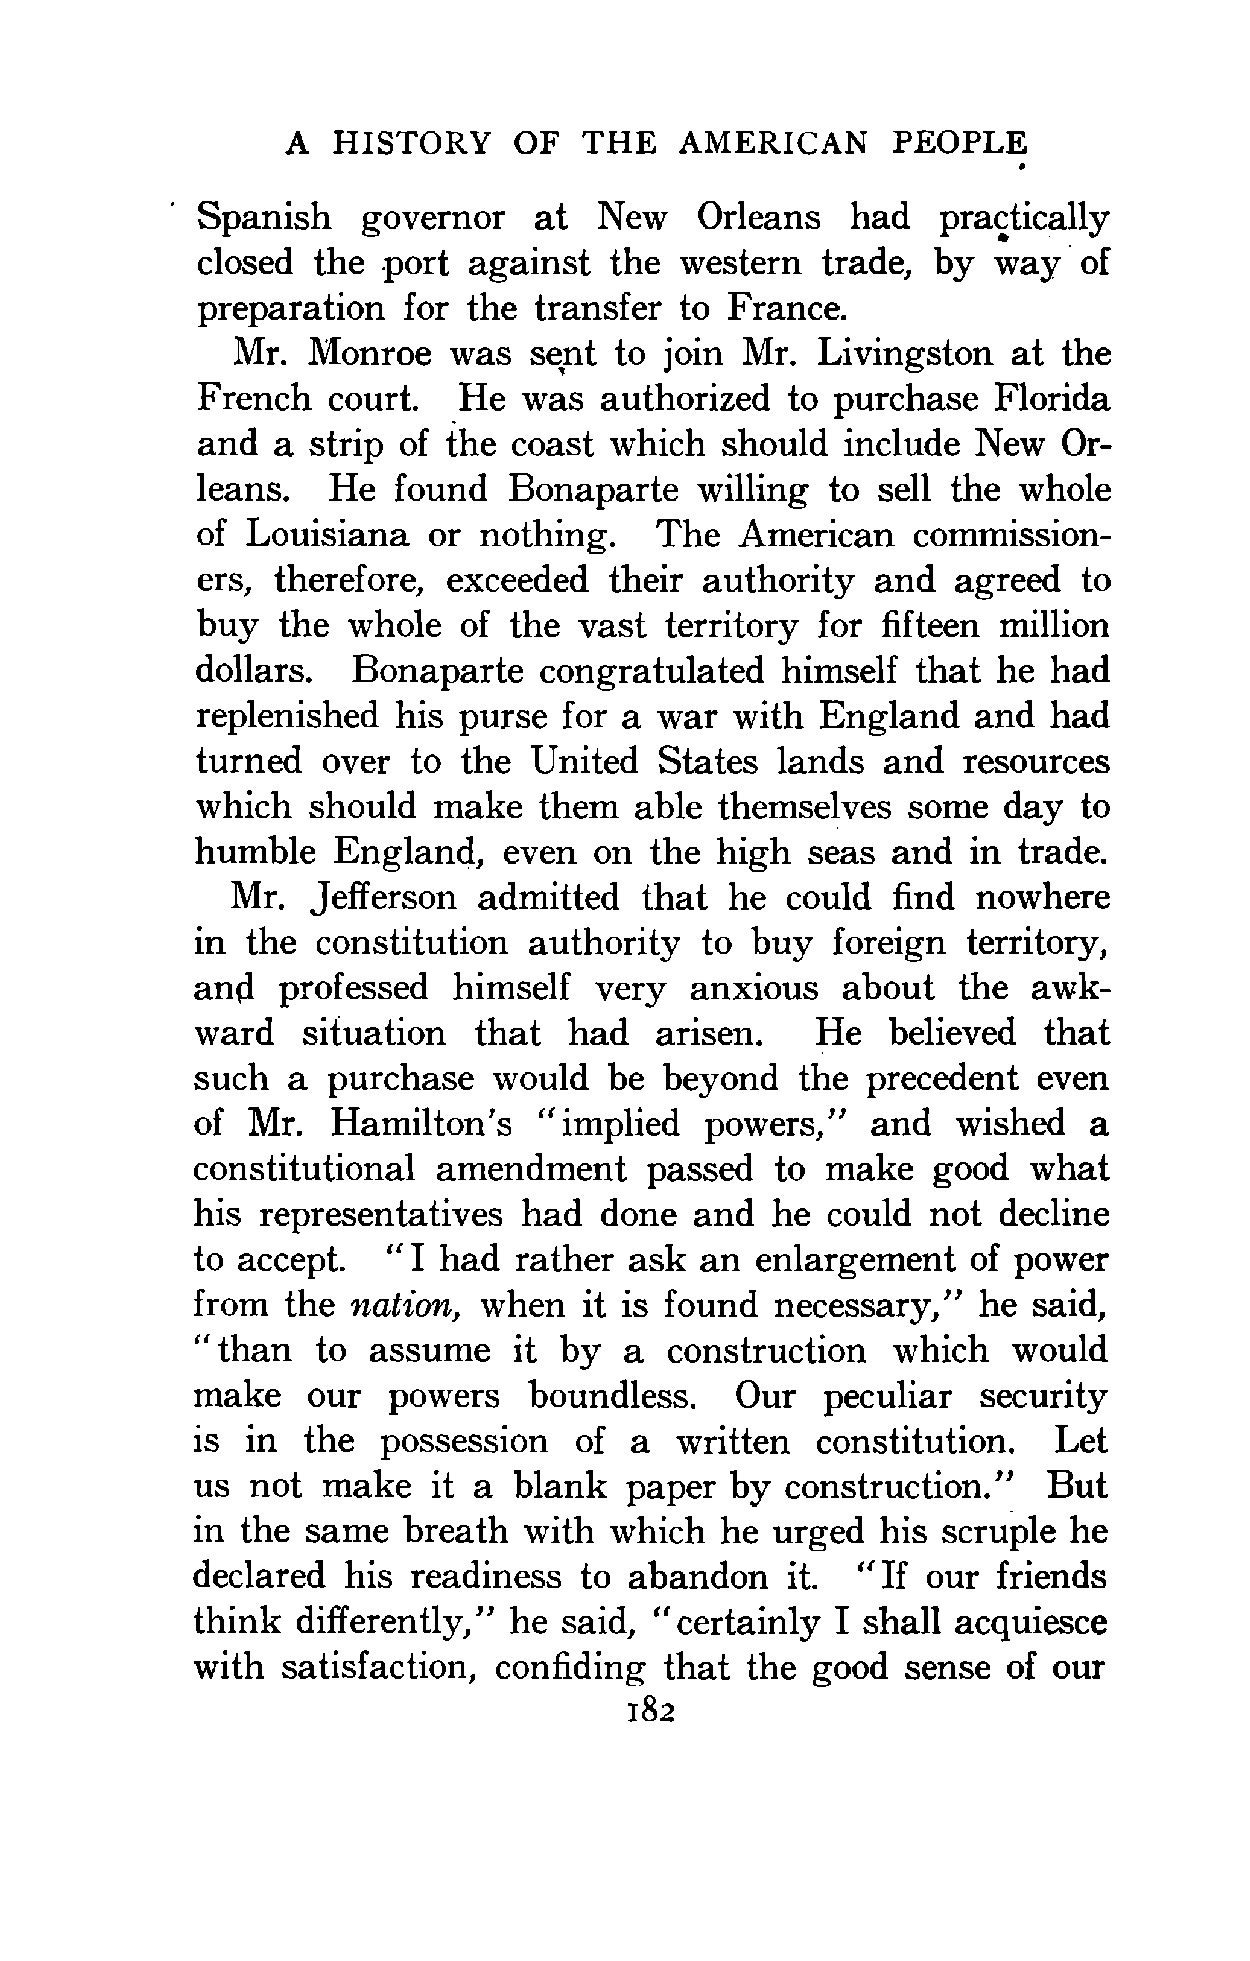 A HISTORY OF THE AMERICAN PEOPLE
Spanish governor at New Orleans had practically
closed the port against the western trade, by way of
preparation for the transfer to France.
Mr. Monroe was sent to join Mr. Livingston at the
French court. He was authorized to purchase Florida
and a strip of the coast which should include New Or-
leans. He found Bonaparte willing to sell the whole
of Louisiana or nothing. The American commission-
ers, therefore, exceeded their authority and agreed to
buy the whole of the vast territory for fifteen million
dollars. Bonaparte congratulated himself that he had
replenished his purse for a war with England and had
turned over to the United States lands and resources
which should make them able themselves some day to
humble England, even on the high seas and in trade.
Mr. Jefferson admitted that he could find nowhere
in the constitution authority to buy foreign territory,
and professed himself very anxious about the awk-
ward situation that had arisen. He believed that
such a purchase would be beyond the precedent even
of Mr. Hamilton's "implied powers," and wished a
constitutional amendment passed to make good what
his representatives had done and he could not decline
to accept. "I had rather ask an enlargement of power
from the nation, when it is found necessary," he said,
"than to assume it by a construction which would
make our powers boundless. Our peculiar security
is in the possession of a written constitution. Let
us not make it a blank paper by construction." But
in the same breath with which he urged his scruple he
declared his readiness to abandon it. "If our friends
think differently," he said, "certainly I shall acquiesce
with satisfaction, confiding that the good sense of our
182